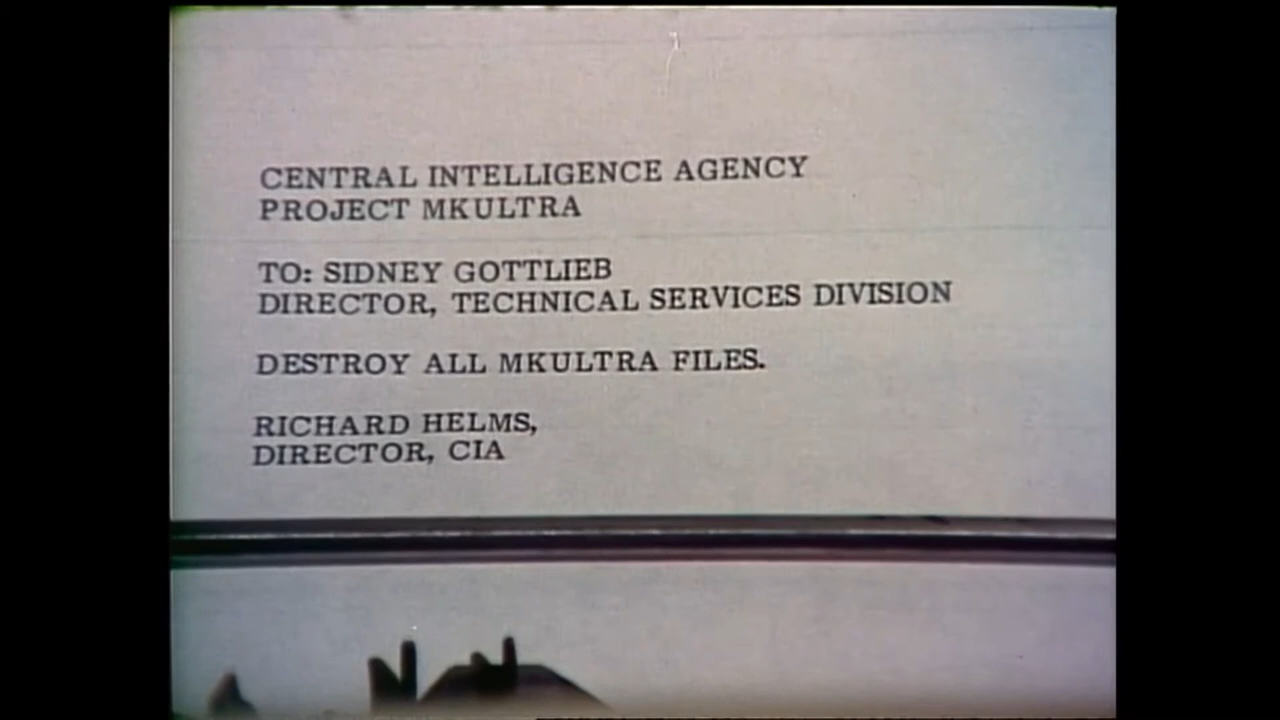 CENTRAL INTELLIGENCE AGENCY
PROJECT MKULTRA
TO: SIDNEY GOTTLIEB
DIRECTOR, TECHNICAL SERVICES DIVISION
DESTROY ALL MKULTRA FILES.
RICHARD HELMS,
DIRECTOR, CIA